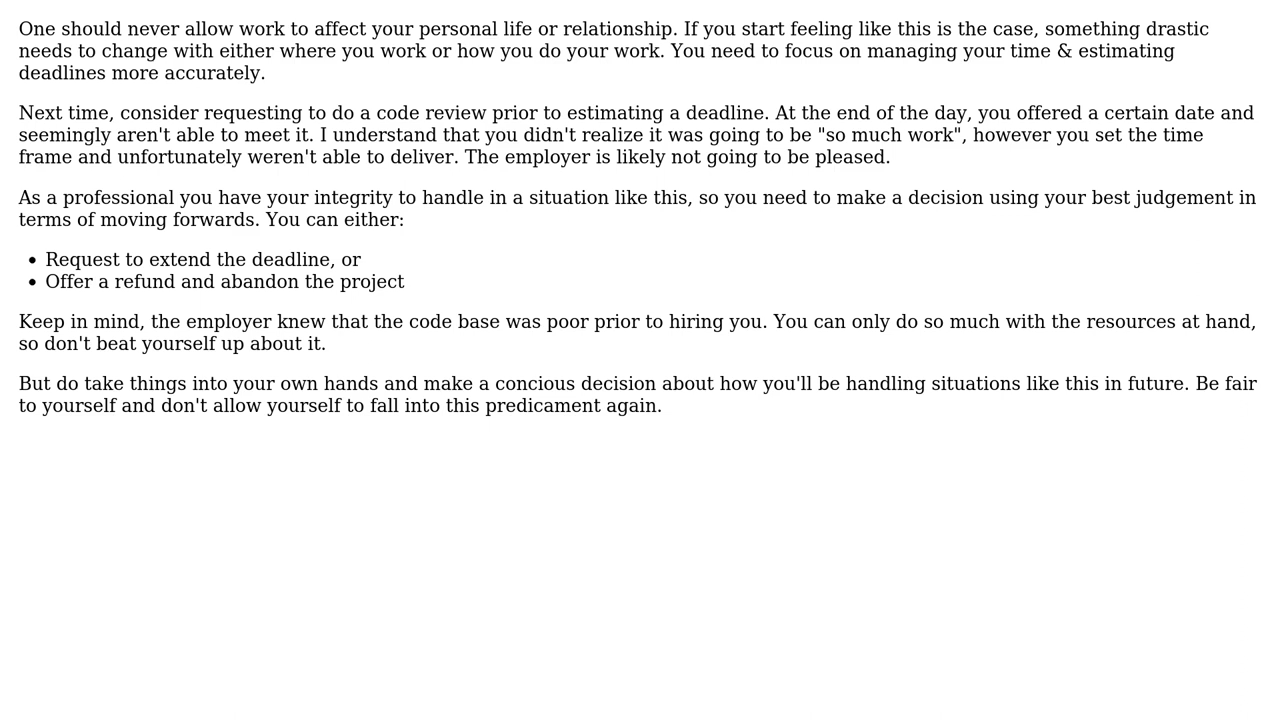 One should never allow work to affect your personal life or relationship. If you start feeling like this is the case, something drastic
needs to change with either where you work or how you do your work. You need to focus on managing your time & estimating
deadlines more accurately.
Next time, consider requesting to do a code review prior to estimating a deadline. At the end of the day, you offered a certain date and
seemingly aren't able to meet it. I understand that you didn't realize it was going to be "so much work", however you set the time
frame and unfortunately weren't able to deliver. The employer is likely not going to be pleased.
As a professional you have your integrity to handle in a situation like this, so you need to make a decision using your best judgement in
terms of moving forwards. You can either:
• Request to extend the deadline, or
• Offer a refund and abandon the project
Keep in mind, the employer knew that the code base was poor prior to hiring you. You can only do so much with the resources at hand,
so don't beat yourself up about it.
But do take things into your own hands and make a concious decision about how you'll be handling situations like this in future. Be fair
to yourself and don't allow yourself to fall into this predicament again.